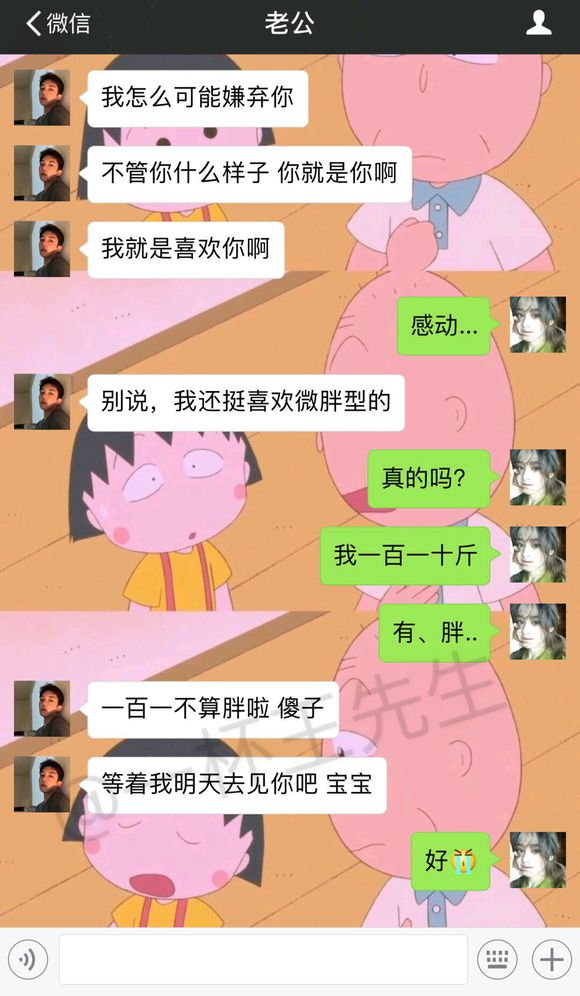 微信
老公
我怎么可能嫌弃你
不管你什么样子 你就是你啊
我就是喜欢你啊
感动...
别说，我还挺喜欢微胖型的
真的吗？
我一百一十斤
有、胖..
一百一不算胖啦 傻子
等着我明天去见你吧 宝宝
好😭
@一杯王先生